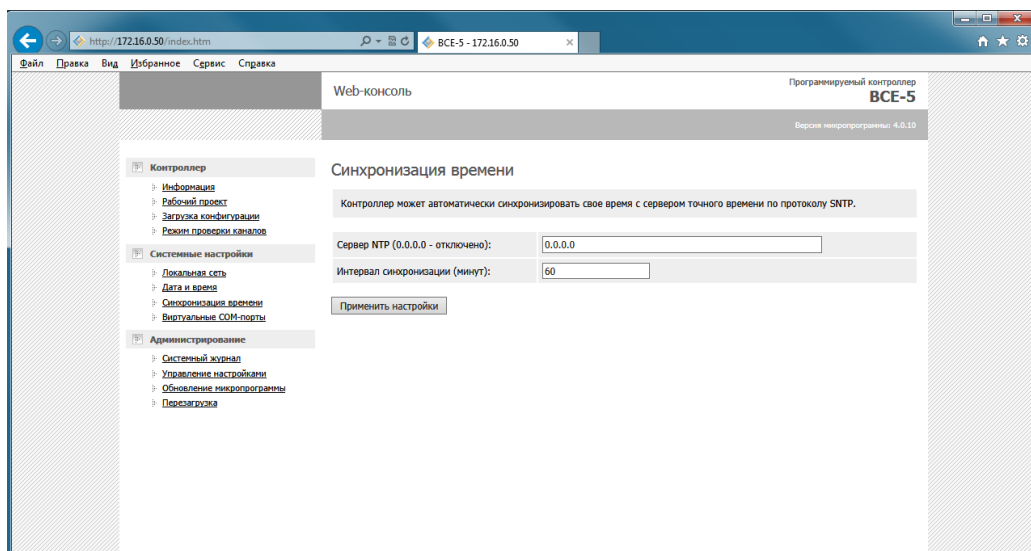 http://172.16.0.50/index.htm
BCE-5 - 172.16.0.50
Файл Правка Вид Избранное Сервис Справка
Web-консоль
Программируемый контроллер
BCE-5
Версия микропрограммы: 4.0.10
Контроллер
Информация
Рабочий проект
Загрузка конфигурации
Режим проверки каналов
Системные настройки
Локальная сеть
Дата и время
Синхронизация времени
Виртуальные COM-порты
Администрирование
Системный журнал
Управление настройками
Обновление микропрограммы
Перезагрузка
Синхронизация времени
Контроллер может автоматически синхронизировать свое время с сервером точного времени по протоколу SNTP.
Сервер NTP (0.0.0.0 - отключено): 0.0.0.0
Интервал синхронизации (минут): 60
Применить настройки